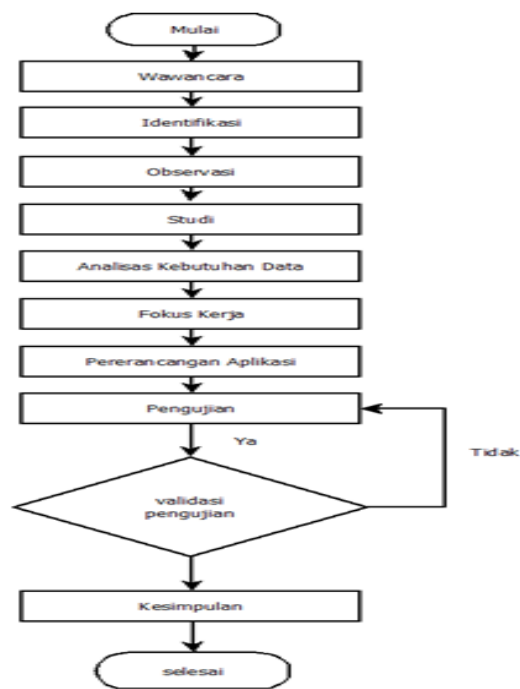 Mulai
Wawancara
Identifikasi
Observasi
Studi
Analisas Kebutuhan Data
Fokus Kerja
Pererancangan Aplikasi
Pengujian
Ya
Tidak
validasi
pengujian
Kesimpulan
selesai